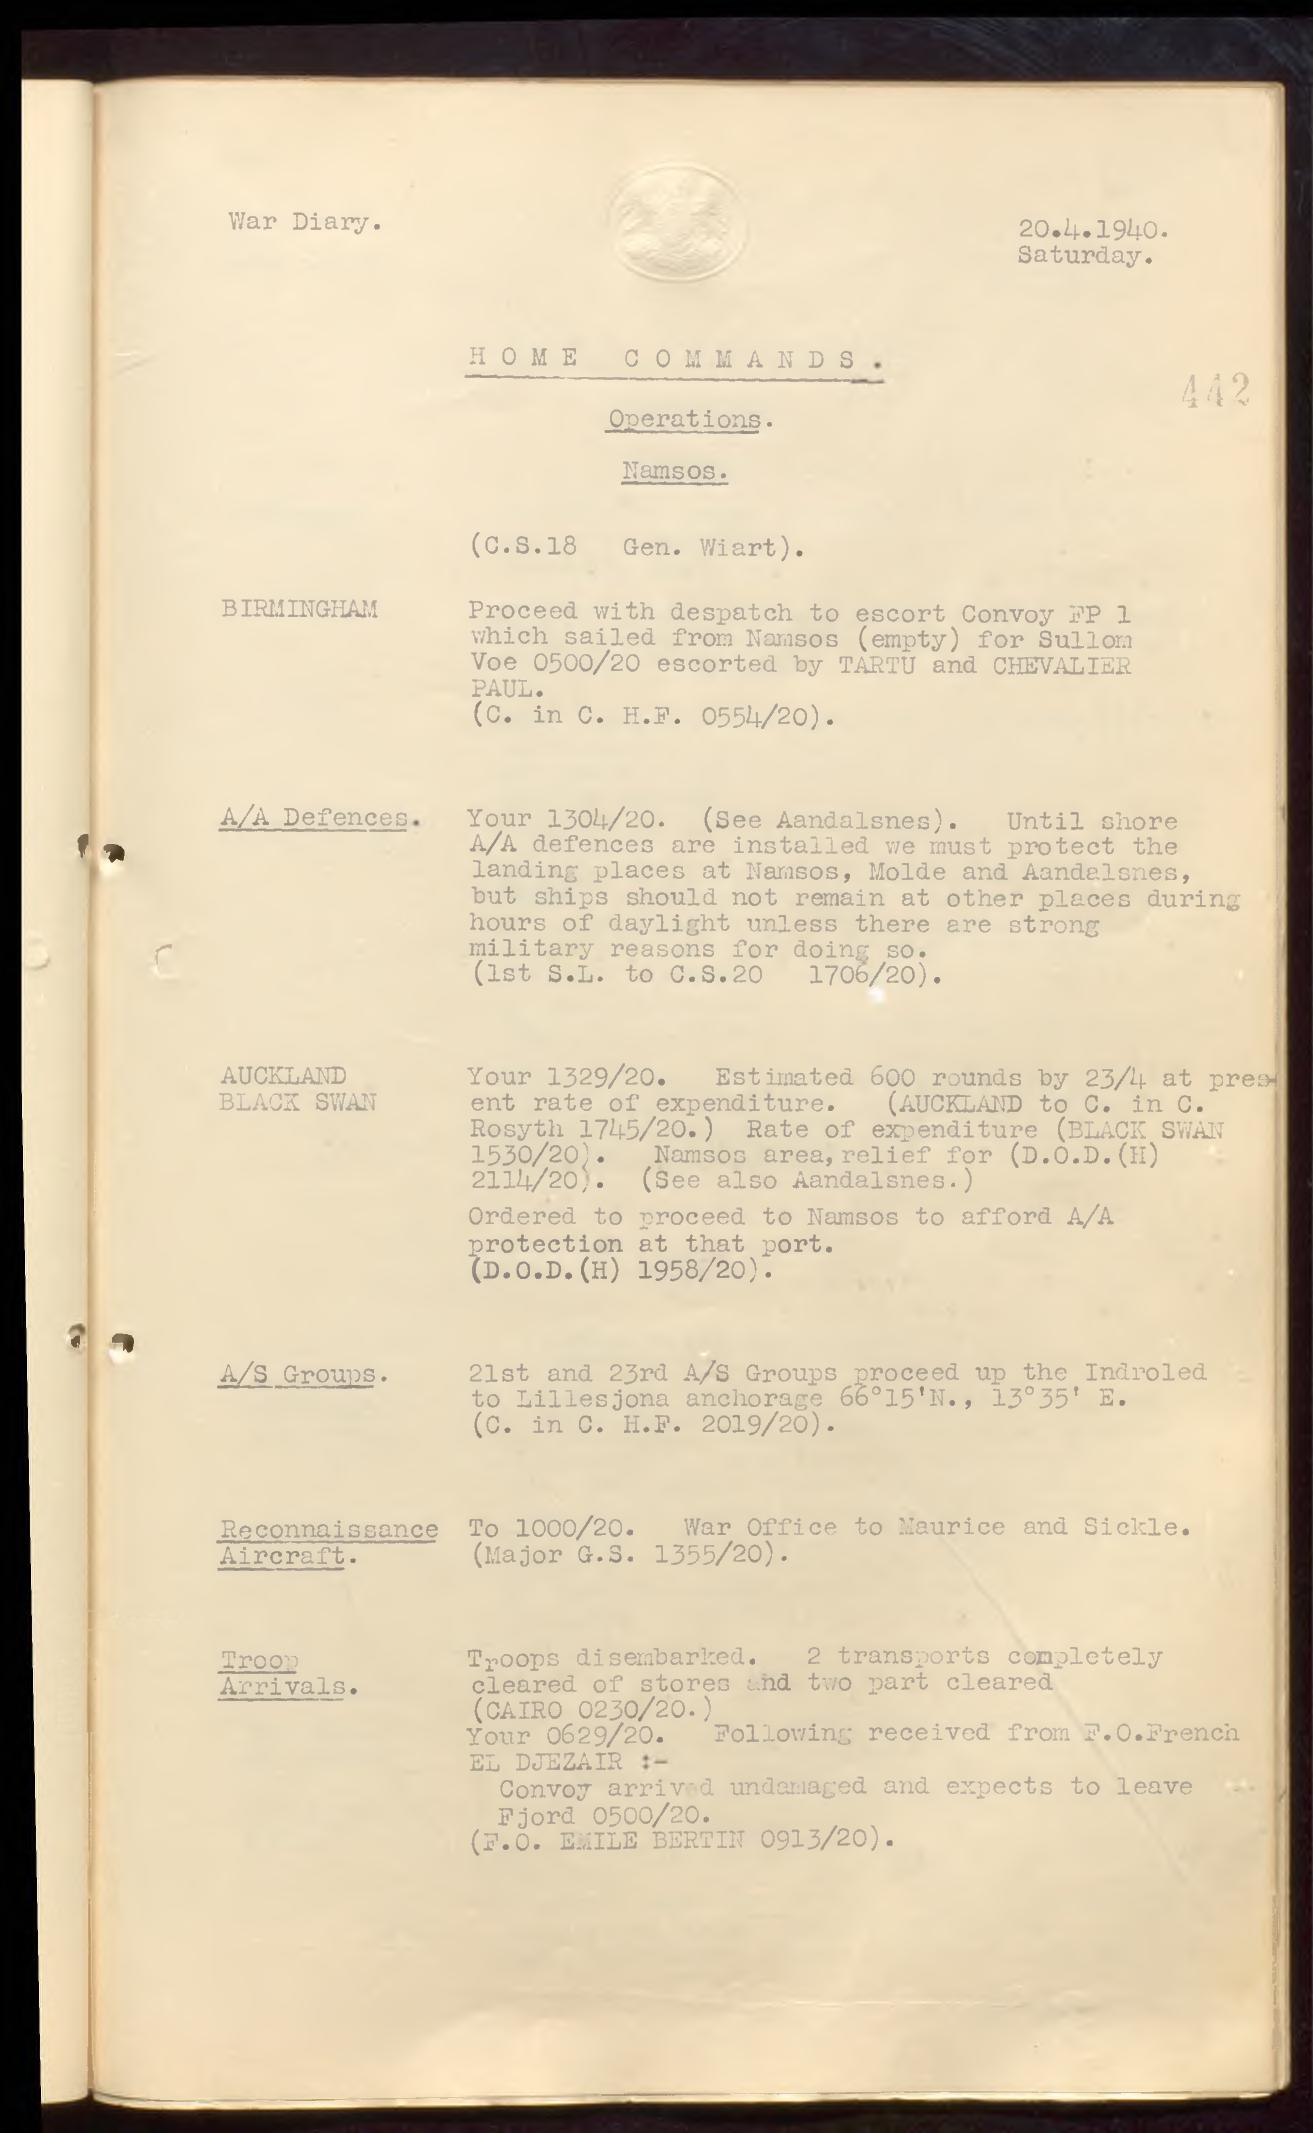 War Diary.
20.4.1940.
Saturday.
HOME COMMANDS.
442
Operations.
Namsos.
(C.S.18 Gen. Wiart).
BIRMINGHAM Proceed with despatch to escort Convoy FP 1
which sailed from Namsos (empty) for Sullom
Voe 0500/20 escorted by TARTU and CHEVALIER
PAUL.
(C. in C. H.F. 0554/20).
A/A Defences. Your 1304/20. (See Aandalsnes). Until shore
A/A defences are installed we must protect the
landing places at Namsos, Molde and Aandalsnes,
but ships should not remain at other places during
hours of daylight unless there are strong
military reasons for doing so.
(1st S.L. to C.S.20 1706/20).
AUCKLAND Your 1329/20. Estimated 600 rounds by 23/4 at pres-
BLACK SWAN ent rate of expenditure. (AUCKLAND to C. in C.
Rosyth 1745/20.) Rate of expenditure (BLACK SWAN
1530/20). Namsos area, relief for (D.O.D.(H)
2114/20). (See also Aandalsnes.)
Ordered to proceed to Namsos to afford A/A
protection at that port.
(D.O.D.(H) 1958/20).
A/S Groups. 21st and 23rd A/S Groups proceed up the Indroled
to Lillesjona anchorage 66°15'N., 13°35' E.
(C. in C. H.F. 2019/20).
Reconnaissance To 1000/20. War Office to Maurice and Sickle.
Aircraft. (Major G.S. 1355/20).
Troop Troops disembarked. 2 transports completely
Arrivals. cleared of stores and two part cleared
(CAIRO 0230/20.)
Your 0629/20. Following received from F.O.French
EL DJEZAIR :-
Convoy arrived undamaged and expects to leave
Fjord 0500/20.
(F.O. EMILE BERTIN 0913/20).